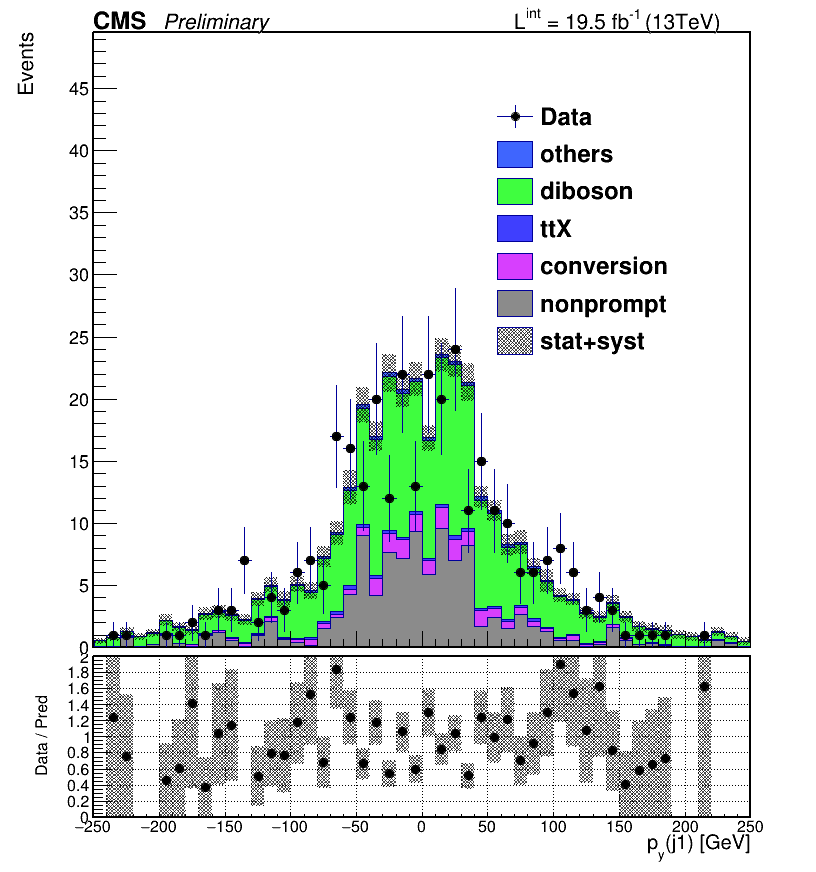 CMS Preliminary L^int = 19.5 fb^-1 (13TeV)
Events
45
40
35
30
25
20
15
10
5
0
Data
others
diboson
ttX
conversion
nonprompt
stat+syst
Data / Pred
2
1.8
1.6
1.4
1.2
1
0.8
0.6
0.4
0.2
0
−250 −200 −150 −100 −50 0 50 100 150 200 250
p_y(j1) [GeV]